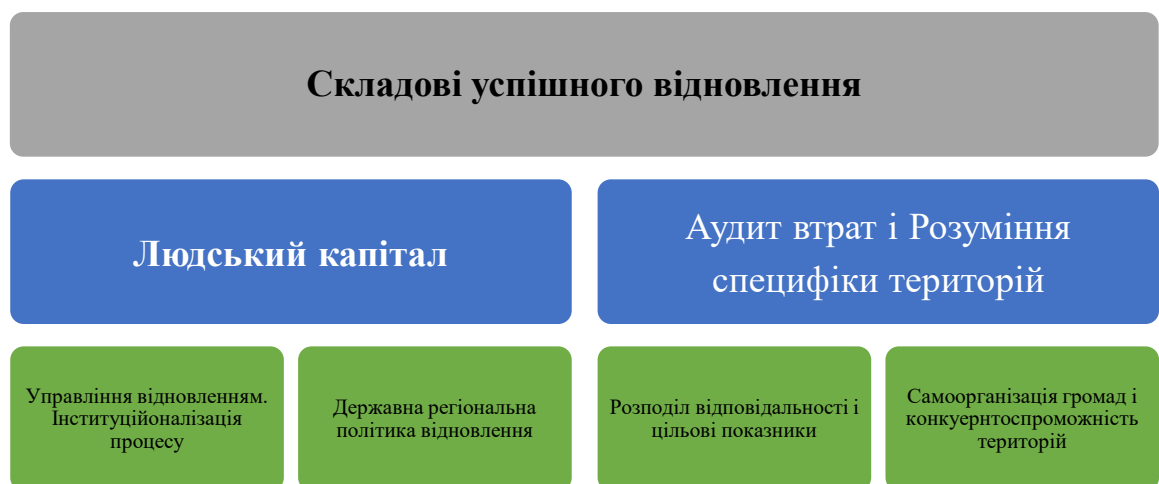 Складові успішного відновлення
Людський капітал
Аудит втрат і Розуміння
специфіки територій
Управління відновленням.
Інституційоналізація
процесу
Державна регіональна
політика відновлення
Розподіл відповідальності і
цільові показники
Самоорганізація громад і
конкуернтоспроможність
територій